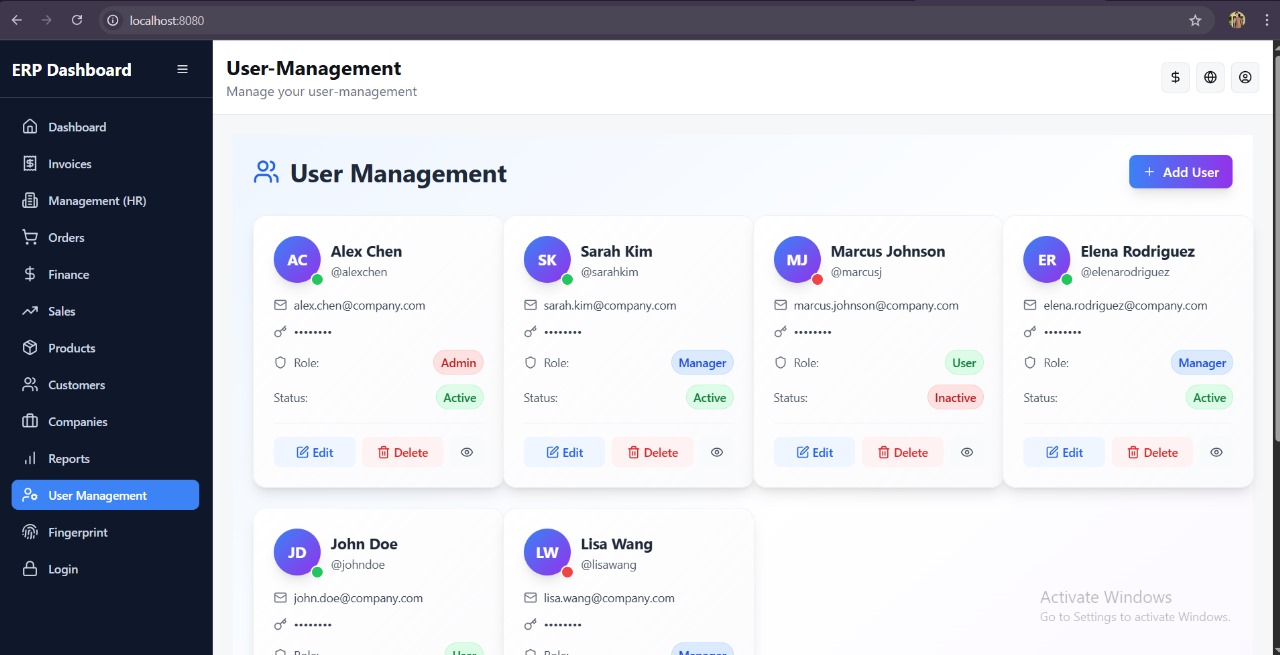 localhost:8080
ERP Dashboard
Dashboard
Invoices
Management (HR)
Orders
Finance
Sales
Products
Customers
Companies
Reports
User Management
Fingerprint
Login
User-Management
Manage your user-management
User Management
+ Add User
AC
Alex Chen
@alexchen
alex.chen@company.com
••••••••
Role: Admin
Status: Active
Edit Delete
SK
Sarah Kim
@sarahkim
sarah.kim@company.com
••••••••
Role: Manager
Status: Active
Edit Delete
MJ
Marcus Johnson
@marcusj
marcus.johnson@company.com
••••••••
Role: User
Status: Inactive
Edit Delete
ER
Elena Rodriguez
@elenarodriguez
elena.rodriguez@company.com
••••••••
Role: Manager
Status: Active
Edit Delete
JD
John Doe
@johndoe
john.doe@company.com
••••••••
Role: User
LW
Lisa Wang
@lisawang
lisa.wang@company.com
••••••••
Role: Manager
Activate Windows
Go to Settings to activate Windows.